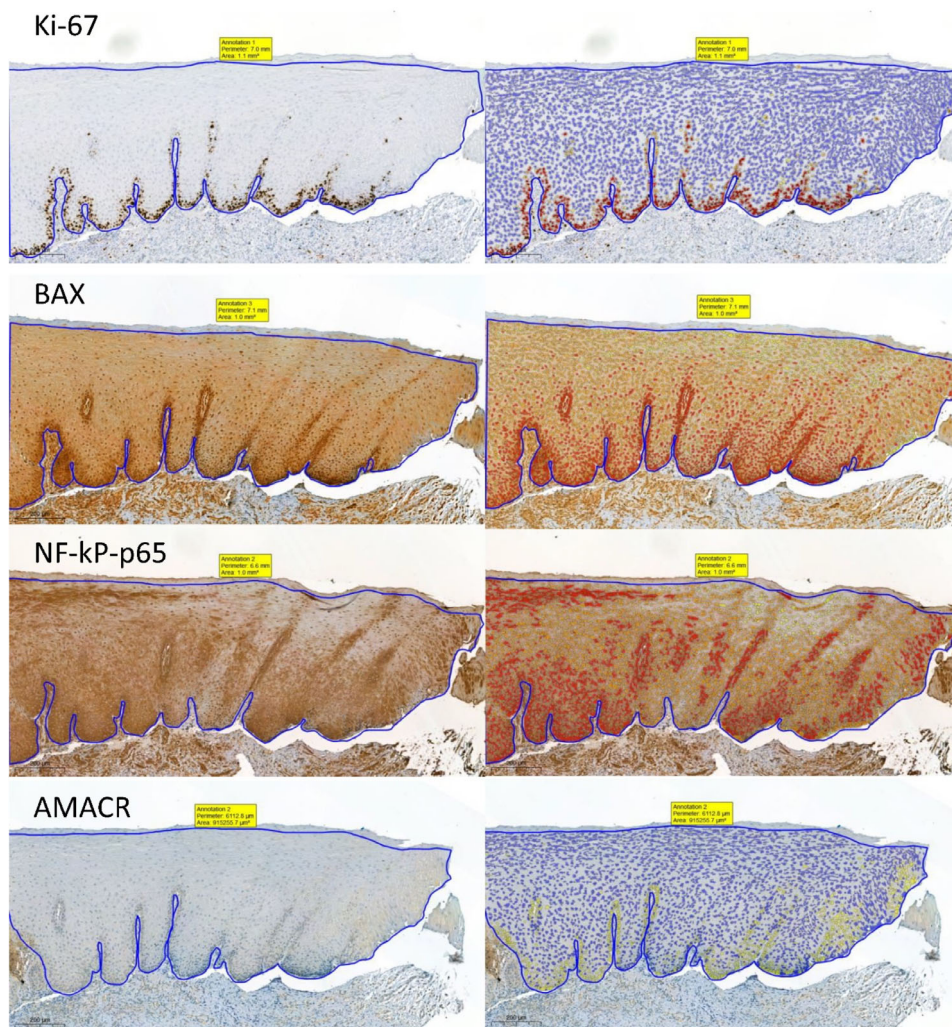 Ki-67
Annotation 1
Perimeter: 7.0 mm
Area: 1.1 mm²
Annotation 1
Perimeter: 7.0 mm
Area: 1.1 mm²
BAX
Annotation 3
Perimeter: 7.1 mm
Area: 1.0 mm²
Annotation 3
Perimeter: 7.1 mm
Area: 1.0 mm²
NF-kP-p65
Annotation 2
Perimeter: 6.6 mm
Area: 1.0 mm²
Annotation 2
Perimeter: 6.6 mm
Area: 1.0 mm²
200 µm
200 µm
AMACR
Annotation 2
Perimeter: 6112.8 µm
Area: 915255.7 µm²
Annotation 2
Perimeter: 6112.8 µm
Area: 915255.7 µm²
200 µm
200 µm